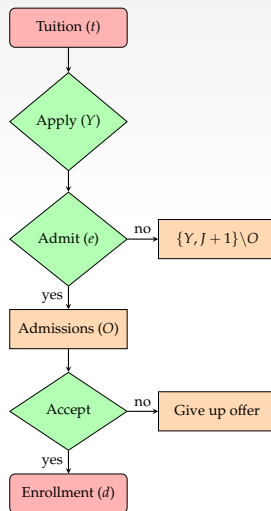 Tuition (t)
Apply (Y)
Admit (e)
no
{Y, J + 1}\O
yes
Admissions (O)
Accept
no
Give up offer
yes
Enrollment (d)